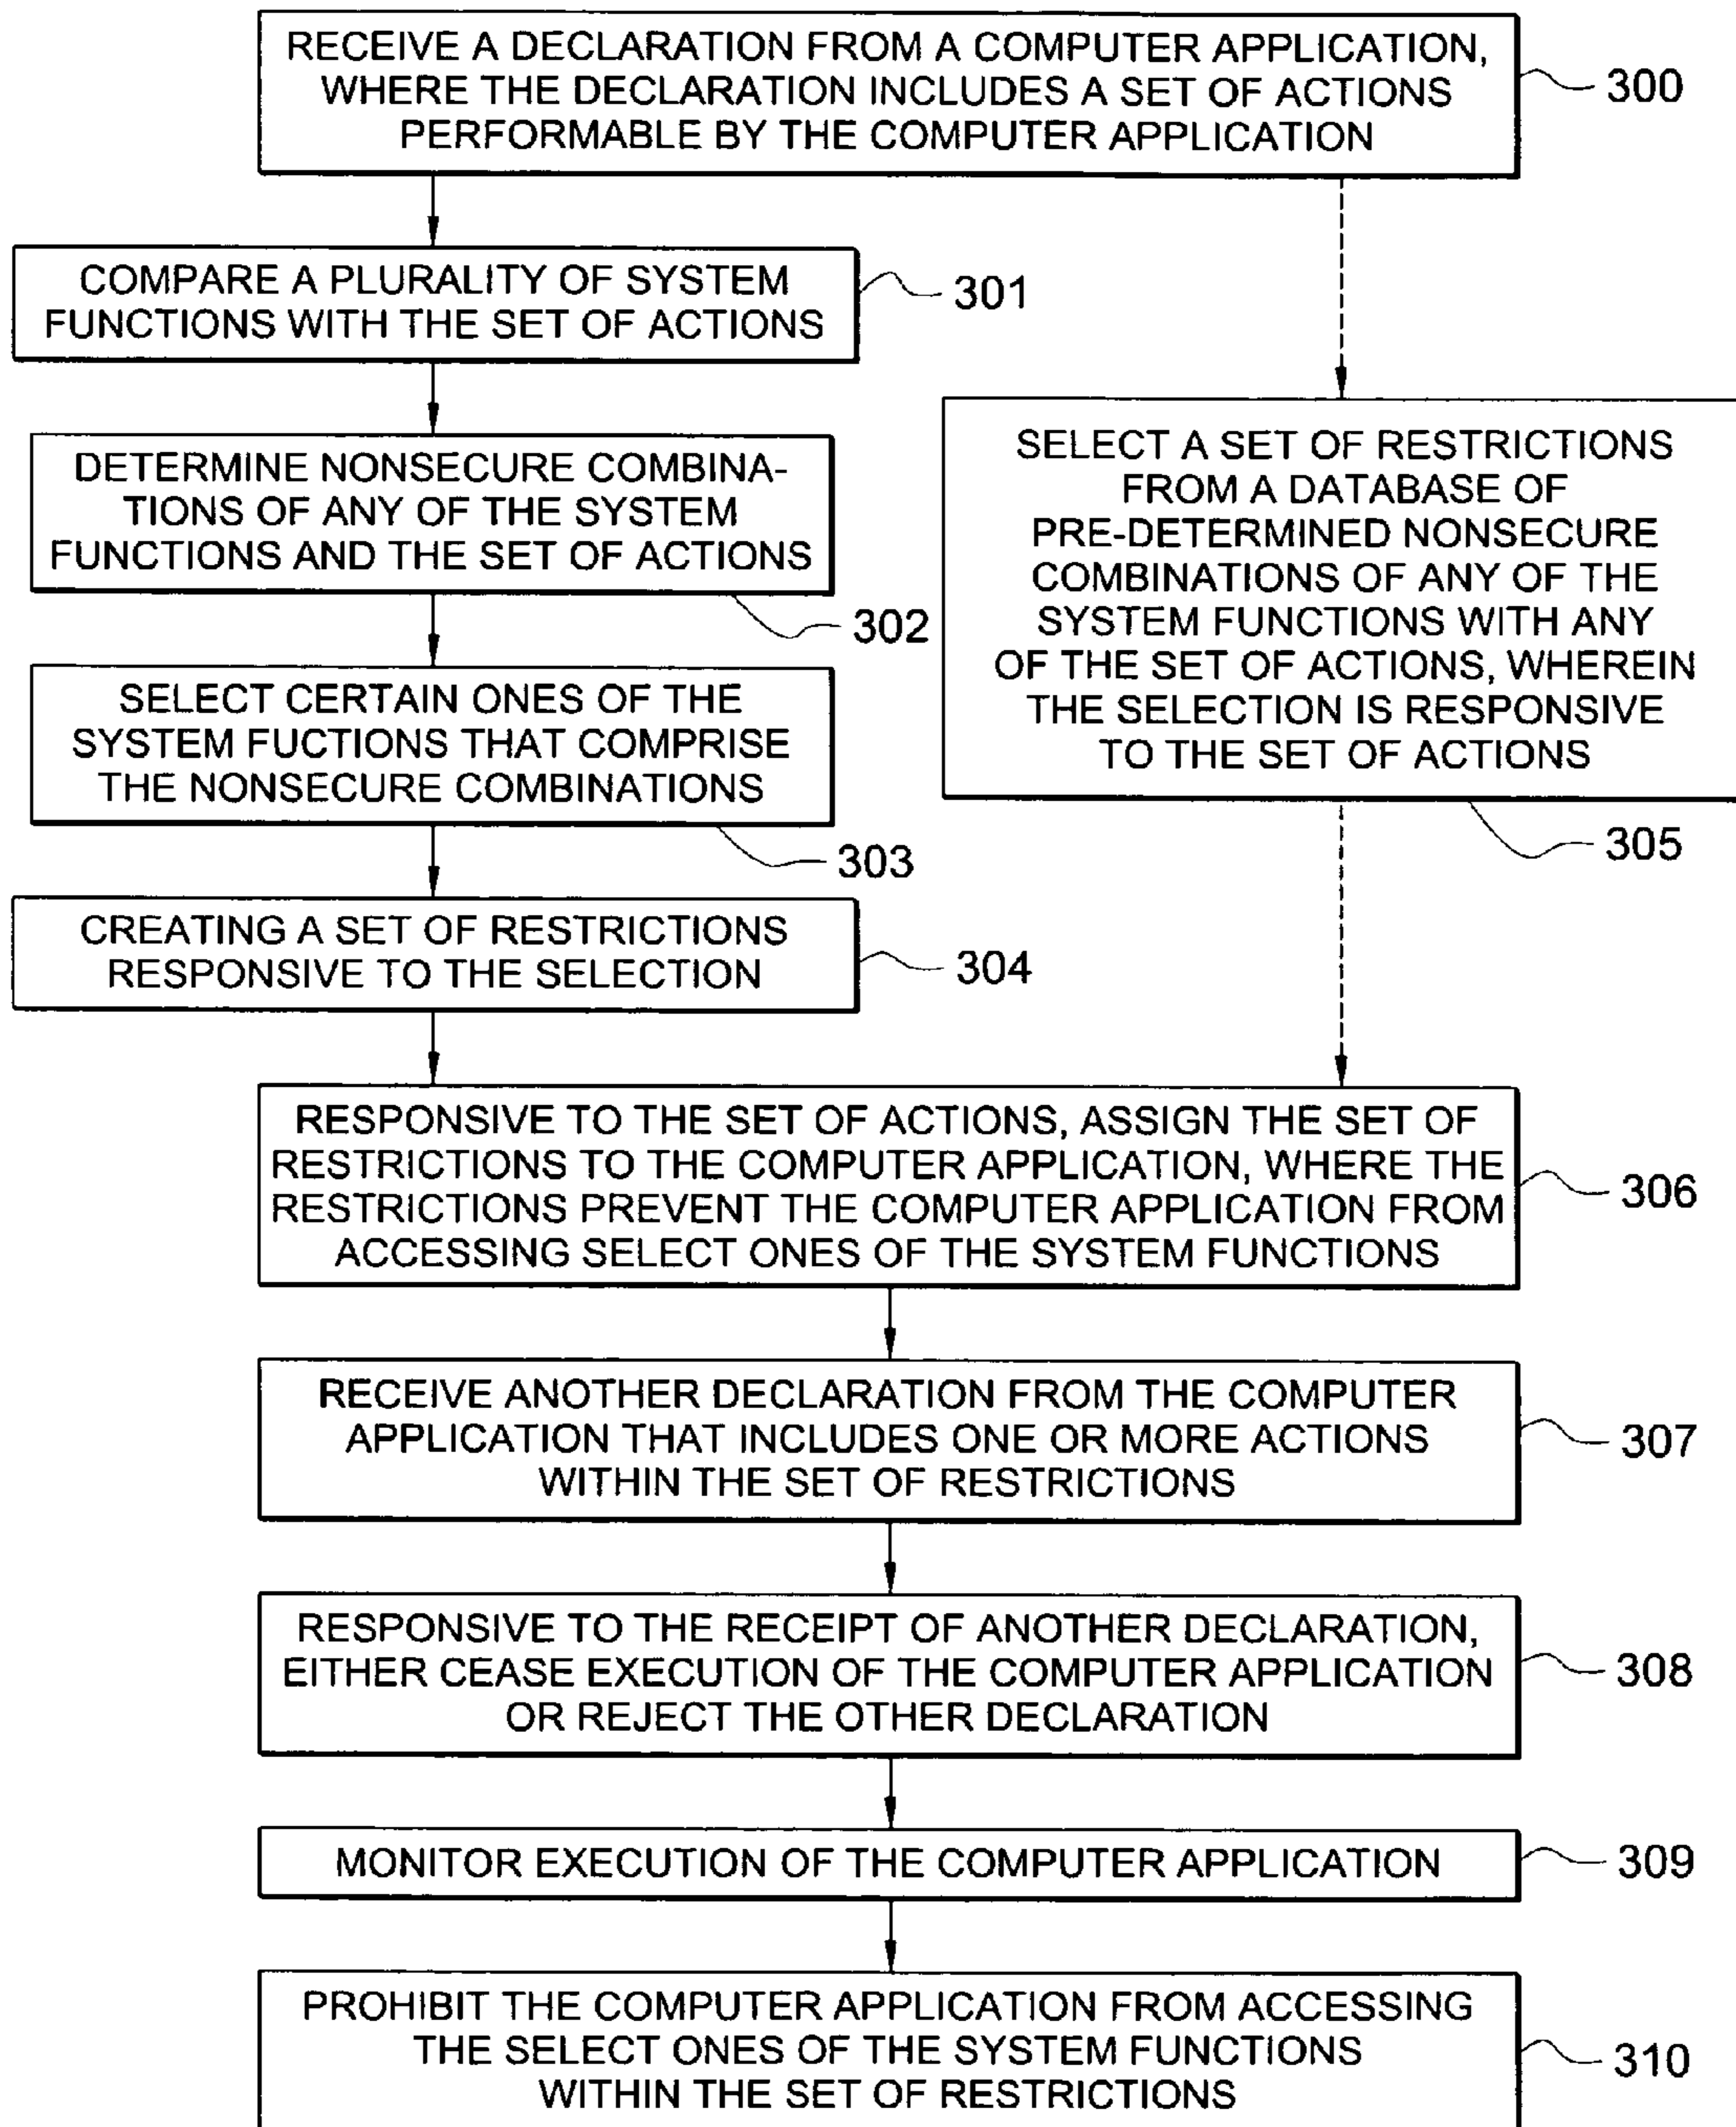 RECEIVE A DECLARATION FROM A COMPUTER APPLICATION,
WHERE THE DECLARATION INCLUDES A SET OF ACTIONS
PERFORMABLE BY THE COMPUTER APPLICATION
300
COMPARE A PLURALITY OF SYSTEM
FUNCTIONS WITH THE SET OF ACTIONS
301
DETERMINE NONSECURE COMBINA-
TIONS OF ANY OF THE SYSTEM
FUNCTIONS AND THE SET OF ACTIONS
302
SELECT CERTAIN ONES OF THE
SYSTEM FUCTIONS THAT COMPRISE
THE NONSECURE COMBINATIONS
303
CREATING A SET OF RESTRICTIONS
RESPONSIVE TO THE SELECTION
304
SELECT A SET OF RESTRICTIONS
FROM A DATABASE OF
PRE-DETERMINED NONSECURE
COMBINATIONS OF ANY OF THE
SYSTEM FUNCTIONS WITH ANY
OF THE SET OF ACTIONS, WHEREIN
THE SELECTION IS RESPONSIVE
TO THE SET OF ACTIONS
305
RESPONSIVE TO THE SET OF ACTIONS, ASSIGN THE SET OF
RESTRICTIONS TO THE COMPUTER APPLICATION, WHERE THE
RESTRICTIONS PREVENT THE COMPUTER APPLICATION FROM
ACCESSING SELECT ONES OF THE SYSTEM FUNCTIONS
306
RECEIVE ANOTHER DECLARATION FROM THE COMPUTER
APPLICATION THAT INCLUDES ONE OR MORE ACTIONS
WITHIN THE SET OF RESTRICTIONS
307
RESPONSIVE TO THE RECEIPT OF ANOTHER DECLARATION,
EITHER CEASE EXECUTION OF THE COMPUTER APPLICATION
OR REJECT THE OTHER DECLARATION
308
MONITOR EXECUTION OF THE COMPUTER APPLICATION
309
PROHIBIT THE COMPUTER APPLICATION FROM ACCESSING
THE SELECT ONES OF THE SYSTEM FUNCTIONS
WITHIN THE SET OF RESTRICTIONS
310